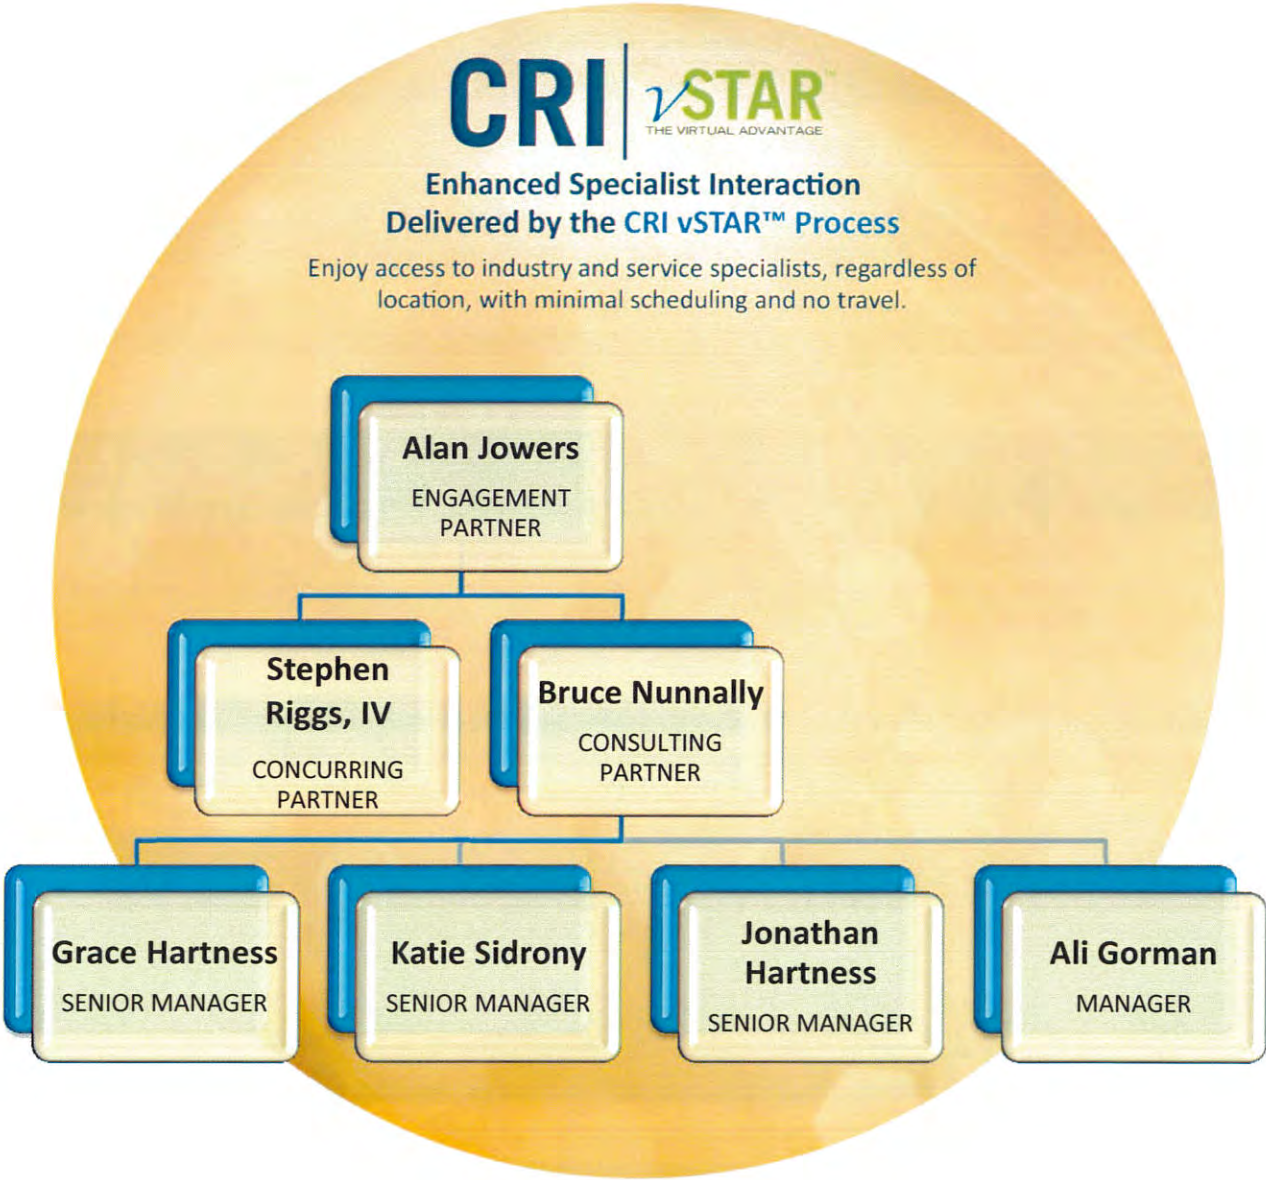 CRI
vSTAR™
THE VIRTUAL ADVANTAGE
Enhanced Specialist Interaction
Delivered by the CRI vSTAR™ Process
Enjoy access to industry and service specialists, regardless of
location, with minimal scheduling and no travel.
Alan Jowers
ENGAGEMENT
PARTNER
Stephen
Riggs, IV
CONCURRING
PARTNER
Bruce Nunnally
CONSULTING
PARTNER
Grace Hartness
SENIOR MANAGER
Katie Sidrony
SENIOR MANAGER
Jonathan
Hartness
SENIOR MANAGER
Ali Gorman
MANAGER